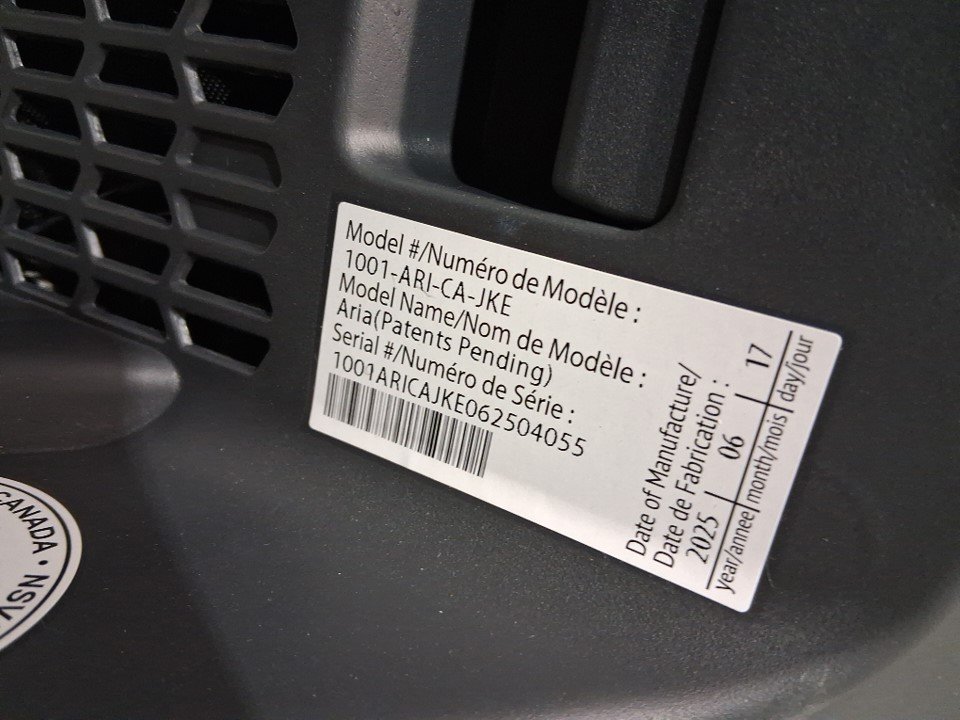 Model #/Numéro de Modèle :
1001-ARI-CA-JKE
Model Name/Nom de Modèle :
Aria(Patents Pending)
Serial #/Numéro de Série :
1001ARICAJKE062504055
Date of Manufacture/
Date de Fabrication :
2025 | 06 | 17
year/annee | month/mois | day/jour
CANADA • NSV